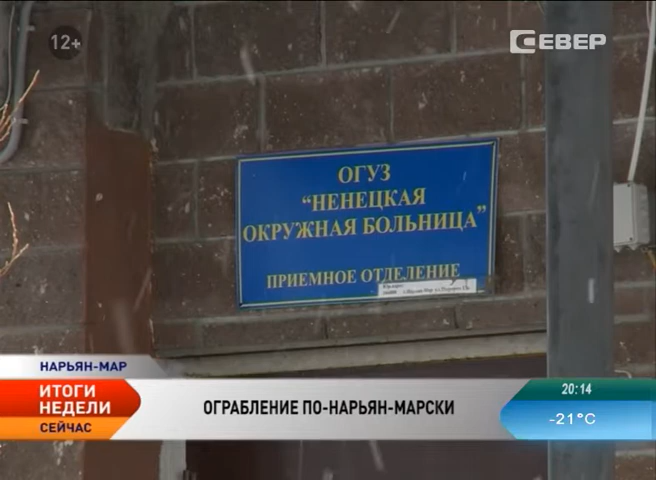 12+
СЕВЕР
ОГУЗ
"НЕНЕЦКАЯ
ОКРУЖНАЯ БОЛЬНИЦА"
ПРИЕМНОЕ ОТДЕЛЕНИЕ
НАРЬЯН-МАР
ИТОГИ
НЕДЕЛИ
СЕЙЧАС
ОГРАБЛЕНИЕ ПО-НАРЬЯН-МАРСКИ
20:14
-21°C